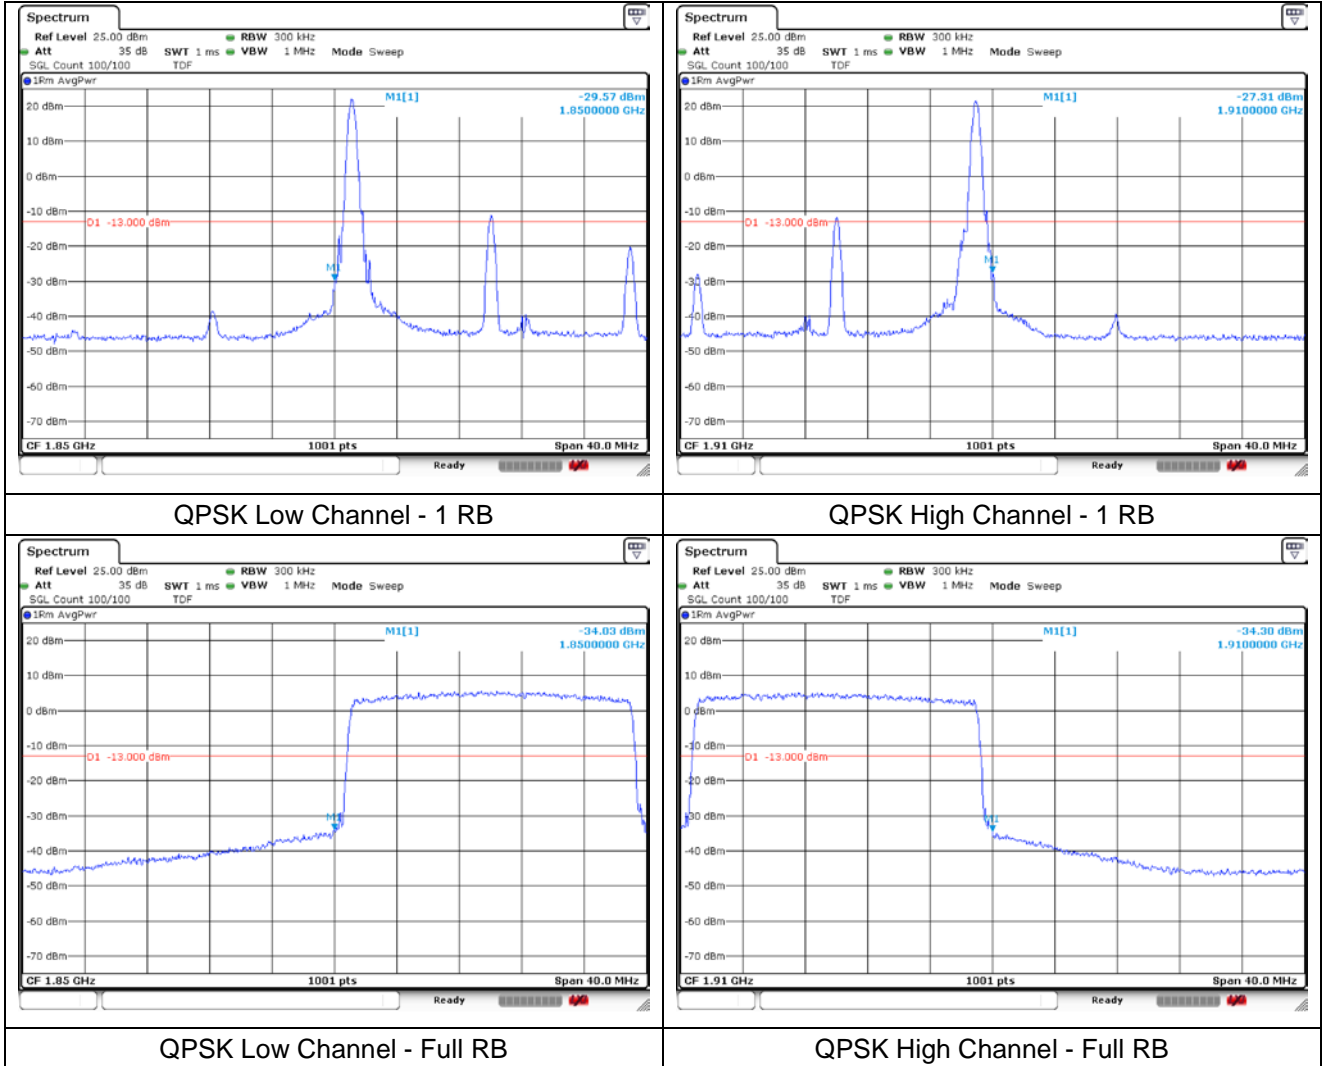 Spectrum
Ref Level 25.00 dBm RBW 300 kHz
Att 35 dB SWT 1 ms VBW 1 MHz Mode Sweep
SGL Count 100/100 TDF
1Rm AvgPwr
M1[1] -29.57 dBm
1.8500000 GHz
20 dBm
10 dBm
0 dBm
-10 dBm
D1 -13.000 dBm
-20 dBm
M1
-30 dBm
-40 dBm
-50 dBm
-60 dBm
-70 dBm
CF 1.85 GHz 1001 pts Span 40.0 MHz
Ready
QPSK Low Channel - 1 RB
Spectrum
Ref Level 25.00 dBm RBW 300 kHz
Att 35 dB SWT 1 ms VBW 1 MHz Mode Sweep
SGL Count 100/100 TDF
1Rm AvgPwr
M1[1] -27.31 dBm
1.9100000 GHz
20 dBm
10 dBm
0 dBm
-10 dBm
D1 -13.000 dBm
-20 dBm
M1
-30 dBm
-40 dBm
-50 dBm
-60 dBm
-70 dBm
CF 1.91 GHz 1001 pts Span 40.0 MHz
Ready
QPSK High Channel - 1 RB
Spectrum
Ref Level 25.00 dBm RBW 300 kHz
Att 35 dB SWT 1 ms VBW 1 MHz Mode Sweep
SGL Count 100/100 TDF
1Rm AvgPwr
M1[1] -34.03 dBm
1.8500000 GHz
20 dBm
10 dBm
0 dBm
-10 dBm
D1 -13.000 dBm
-20 dBm
-30 dBm
M1
-40 dBm
-50 dBm
-60 dBm
-70 dBm
CF 1.85 GHz 1001 pts Span 40.0 MHz
Ready
QPSK Low Channel - Full RB
Spectrum
Ref Level 25.00 dBm RBW 300 kHz
Att 35 dB SWT 1 ms VBW 1 MHz Mode Sweep
SGL Count 100/100 TDF
1Rm AvgPwr
M1[1] -34.30 dBm
1.9100000 GHz
20 dBm
10 dBm
0 dBm
-10 dBm
D1 -13.000 dBm
-20 dBm
-30 dBm
M1
-40 dBm
-50 dBm
-60 dBm
-70 dBm
CF 1.91 GHz 1001 pts Span 40.0 MHz
Ready
QPSK High Channel - Full RB